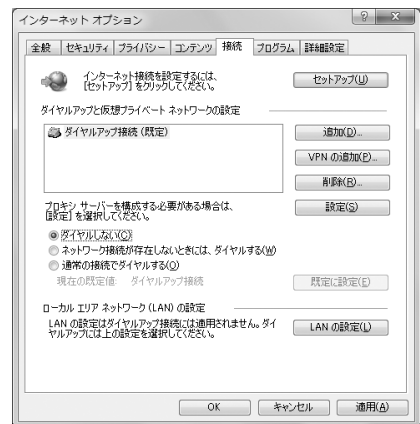 インターネット オプション
全般 セキュリティ プライバシー コンテンツ 接続 プログラム 詳細設定
インターネット接続を設定するには、
[セットアップ] をクリックしてください。
セットアップ(U)
ダイヤルアップと仮想プライベート ネットワークの設定
ダイヤルアップ接続 (既定)
追加(D)...
VPN の追加(P)...
削除(R)...
プロキシ サーバーを構成する必要がある場合は、
[設定] を選択してください。
設定(S)
ダイヤルしない(C)
ネットワーク接続が存在しないときには、ダイヤルする(W)
通常の接続でダイヤルする(O)
現在の既定値 ダイヤルアップ接続
既定に設定(E)
ローカル エリア ネットワーク (LAN) の設定
LAN の設定はダイヤルアップ接続には適用されません。ダイ
ヤルアップには上の設定を選択してください。
LAN の設定(L)
OK キャンセル 適用(A)